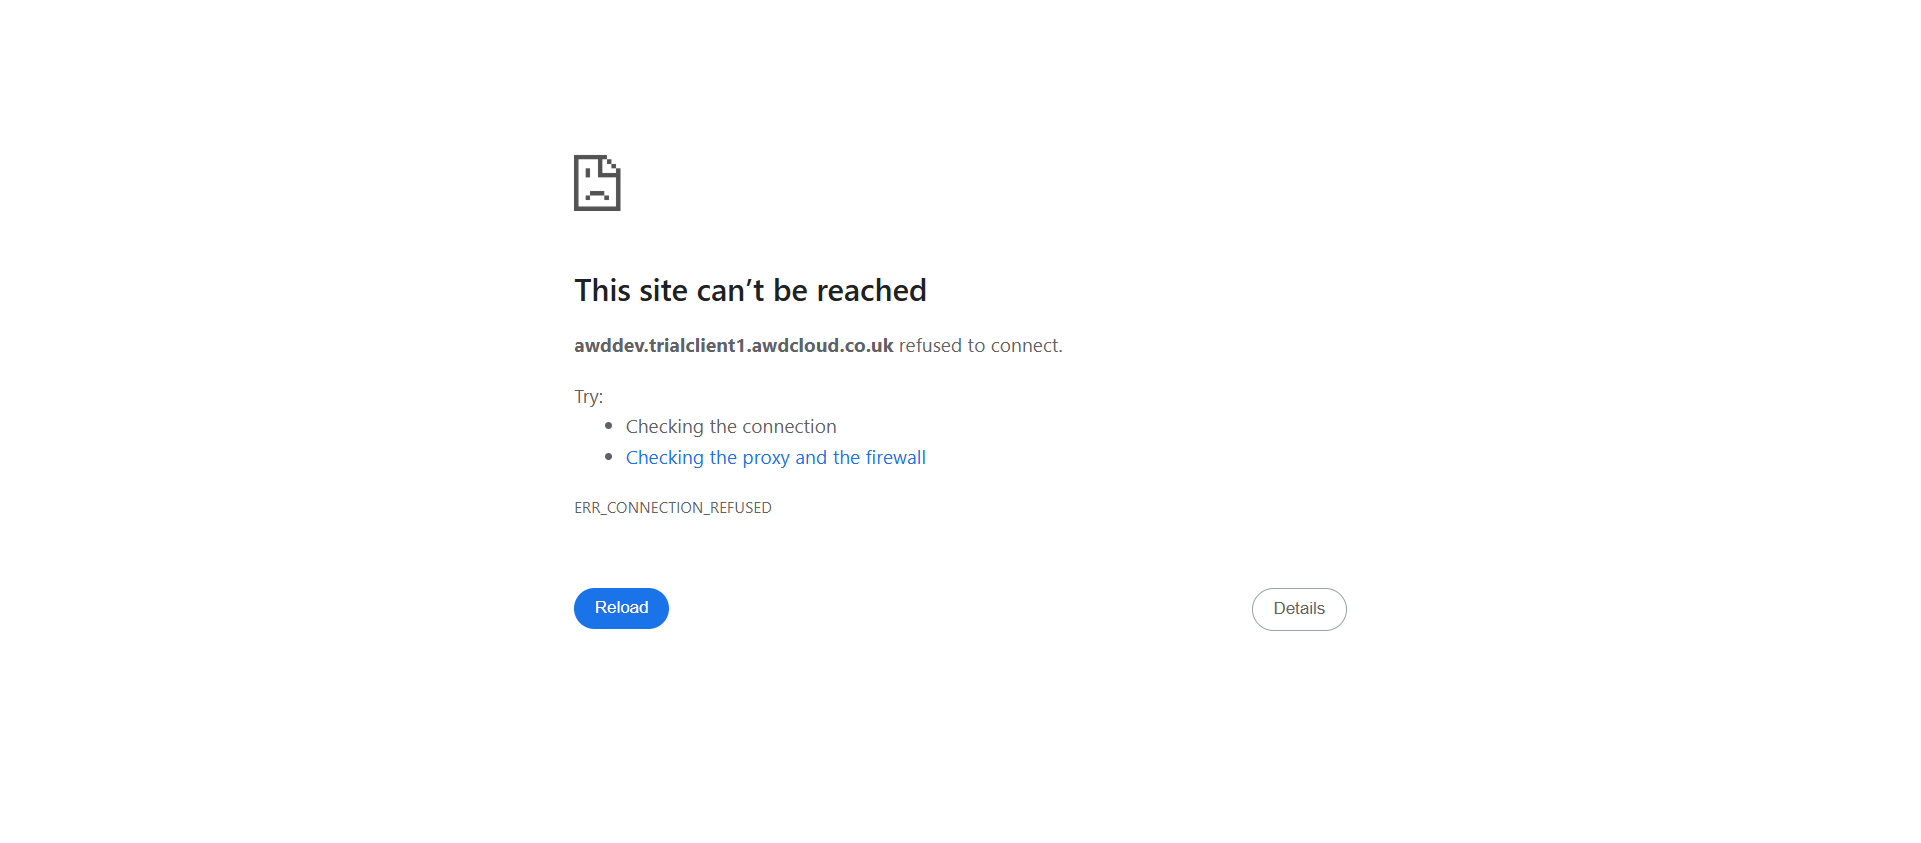 This site can’t be reached
awddev.trialclient1.awdcloud.co.uk refused to connect.
Try:
Checking the connection
Checking the proxy and the firewall
ERR_CONNECTION_REFUSED
Reload
Details